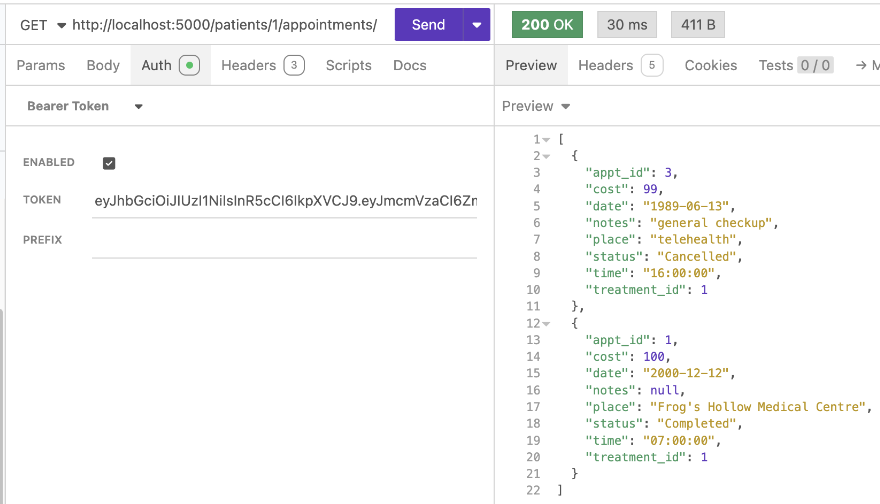 GET http://localhost:5000/patients/1/appointments/ Send
200 OK 30 ms 411 B
Params Body Auth Headers 3 Scripts Docs
Preview Headers 5 Cookies Tests 0 / 0 → M
Bearer Token
ENABLED
TOKEN
PREFIX
Preview
1 [
2 {
3 "appt_id": 3,
4 "cost": 99,
5 "date": "1989-06-13",
6 "notes": "general checkup",
7 "place": "telehealth",
8 "status": "Cancelled",
9 "time": "16:00:00",
10 "treatment_id": 1
11 },
12 {
13 "appt_id": 1,
14 "cost": 100,
15 "date": "2000-12-12",
16 "notes": null,
17 "place": "Frog's Hollow Medical Centre",
18 "status": "Completed",
19 "time": "07:00:00",
20 "treatment_id": 1
21 }
22 ]